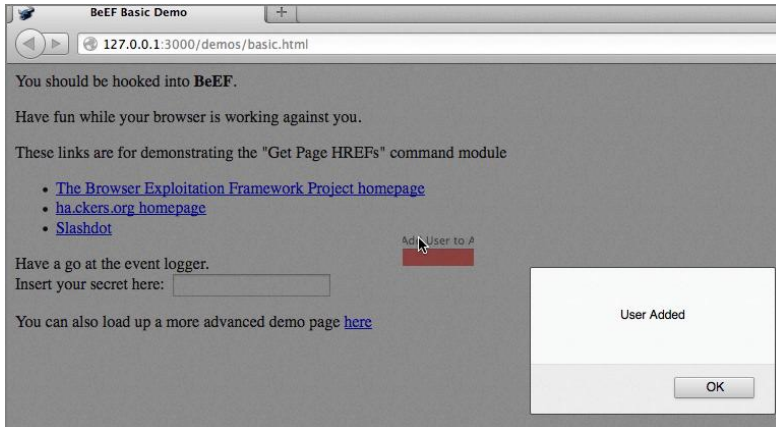 BeEF Basic Demo
127.0.0.1:3000/demos/basic.html
You should be hooked into BeEF.
Have fun while your browser is working against you.
These links are for demonstrating the "Get Page HREFs" command module
• The Browser Exploitation Framework Project homepage
• ha.ckers.org homepage
• Slashdot
User to A
Have a go at the event logger.
Insert your secret here:
You can also load up a more advanced demo page here
User Added
OK